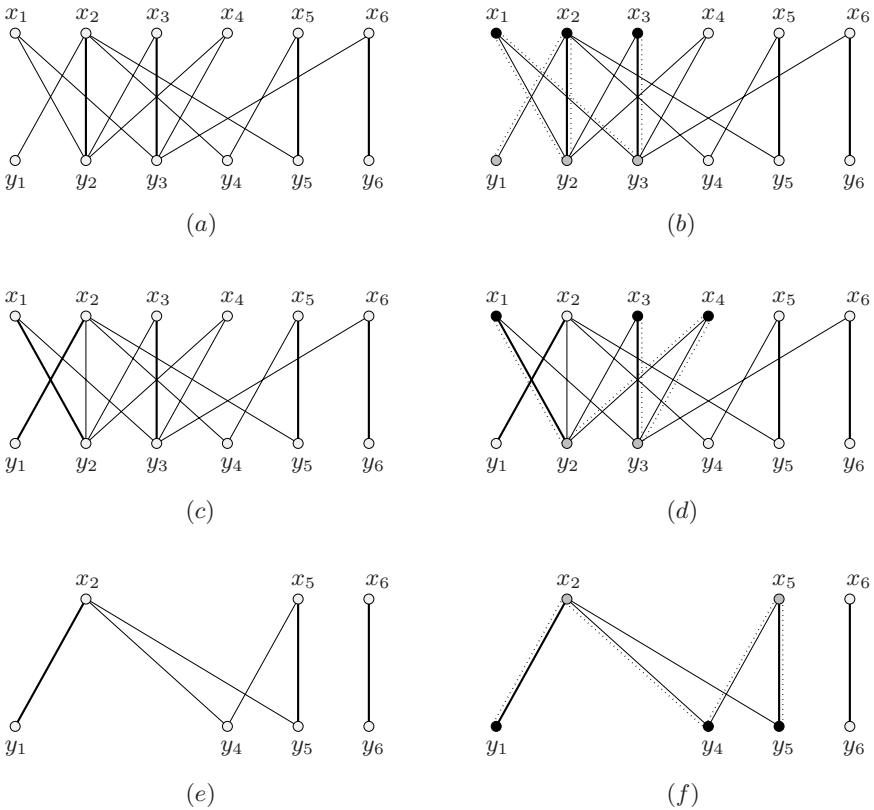 x₁ x₂ x₃ x₄ x₅ x₆ x₁ x₂ x₃ x₄ x₅ x₆
y₁ y₂ y₃ y₄ y₅ y₆ y₁ y₂ y₃ y₄ y₅ y₆
(a) (b)
x₁ x₂ x₃ x₄ x₅ x₆ x₁ x₂ x₃ x₄ x₅ x₆
y₁ y₂ y₃ y₄ y₅ y₆ y₁ y₂ y₃ y₄ y₅ y₆
(c) (d)
x₂ x₅ x₆ x₂ x₅ x₆
y₁ y₄ y₅ y₆ y₁ y₄ y₅ y₆
(e) (f)